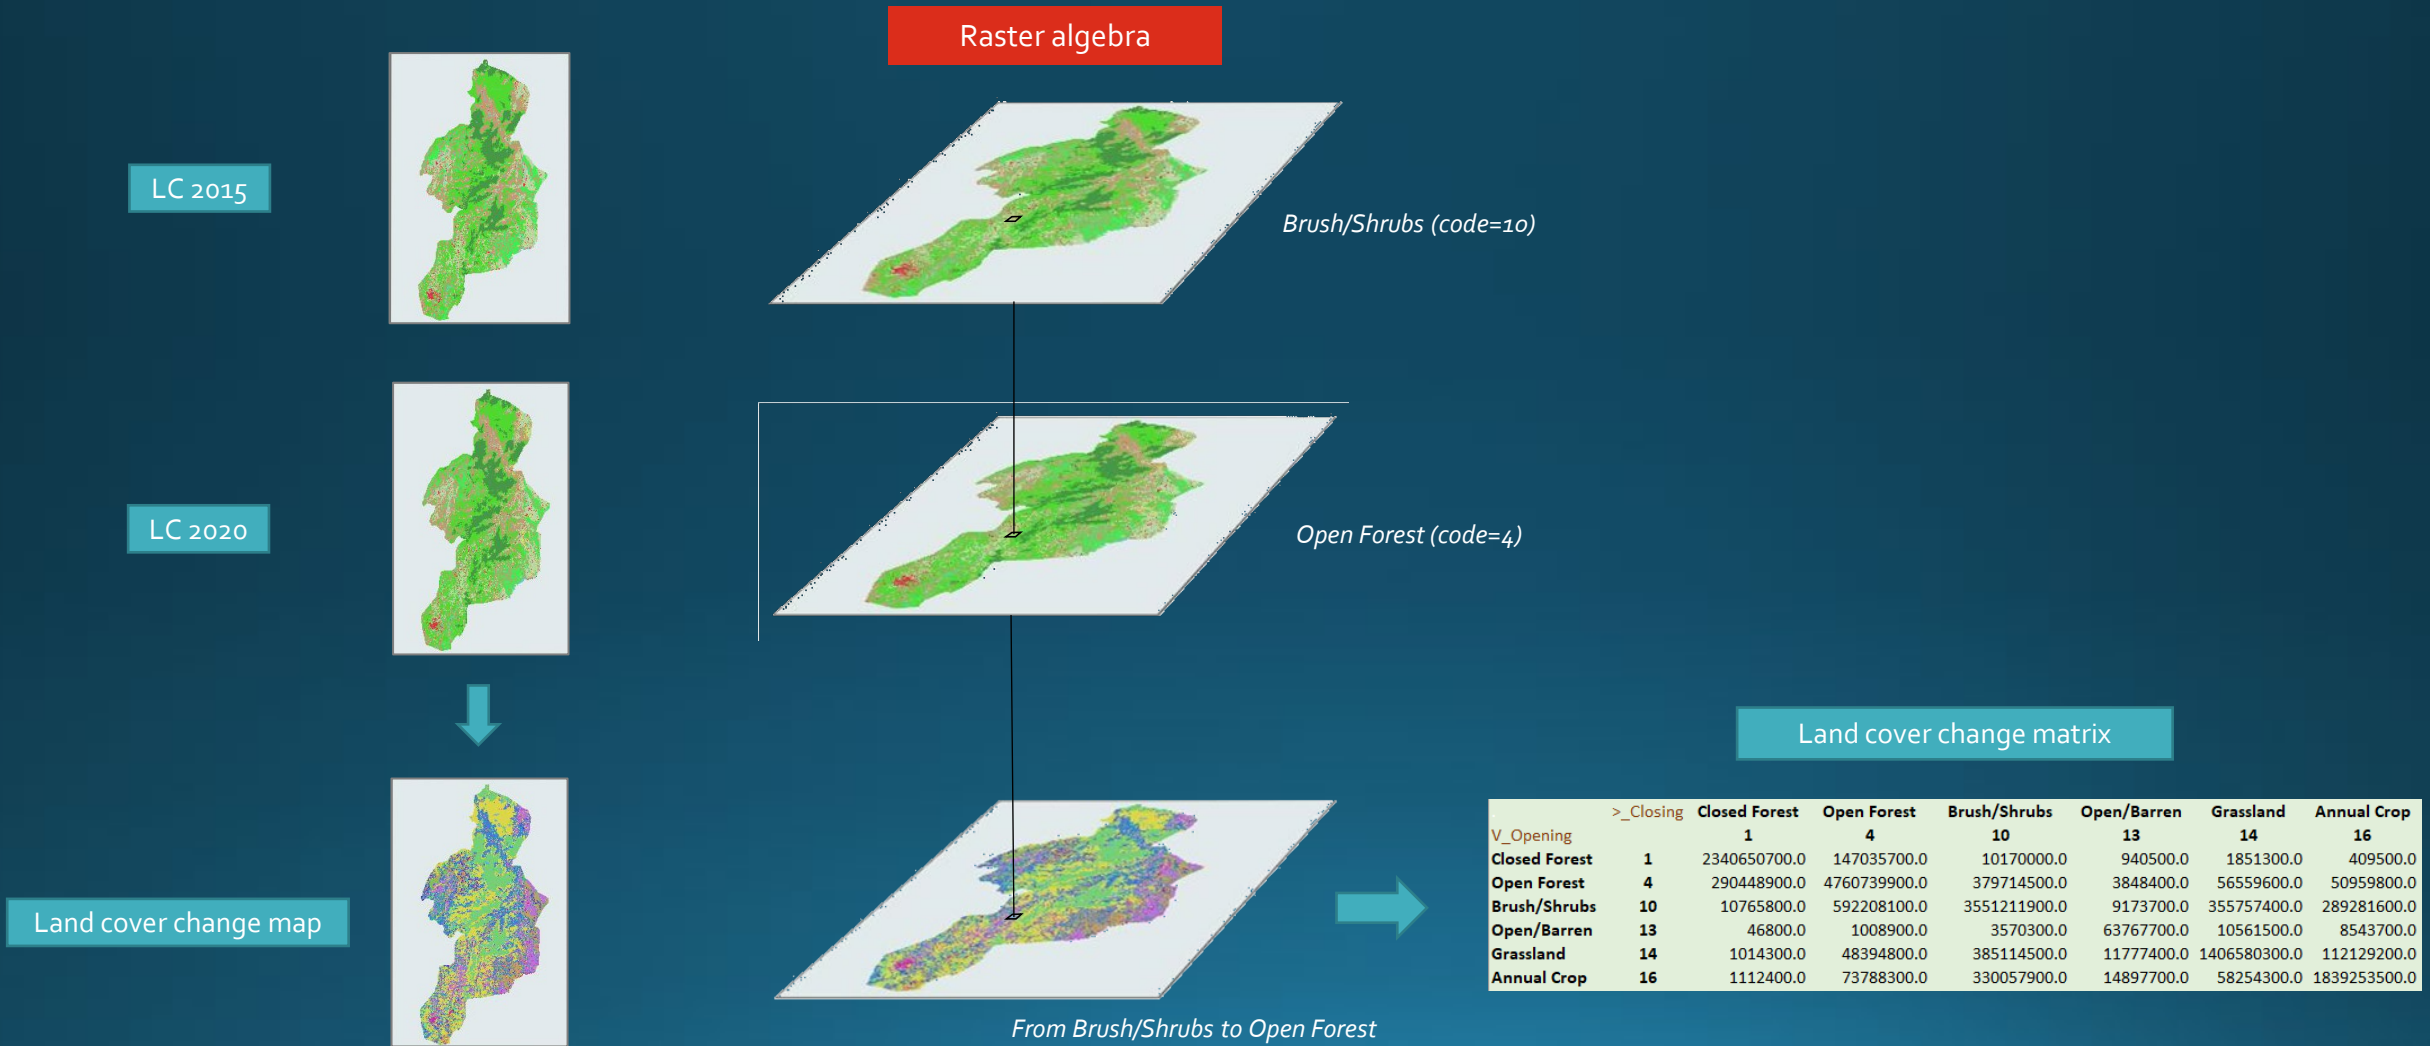 Raster algebra
LC 2015
Brush/Shrubs (code=10)
LC 2020
Open Forest (code=4)
Land cover change matrix
Land cover change map
>_Closing Closed Forest Open Forest Brush/Shrubs Open/Barren Grassland Annual Crop
V_Opening 1 4 10 13 14 16
Closed Forest 1 2340650700.0 147035700.0 10170000.0 940500.0 1851300.0 409500.0
Open Forest 4 290448900.0 4760739900.0 379714500.0 3848400.0 56559600.0 50959800.0
Brush/Shrubs 10 10765800.0 592208100.0 3551211900.0 9173700.0 355757400.0 289281600.0
Open/Barren 13 46800.0 1008900.0 3570300.0 63767700.0 10561500.0 8543700.0
Grassland 14 1014300.0 48394800.0 385114500.0 11777400.0 1406580300.0 112129200.0
Annual Crop 16 1112400.0 73788300.0 330057900.0 14897700.0 58254300.0 1839253500.0
From Brush/Shrubs to Open Forest